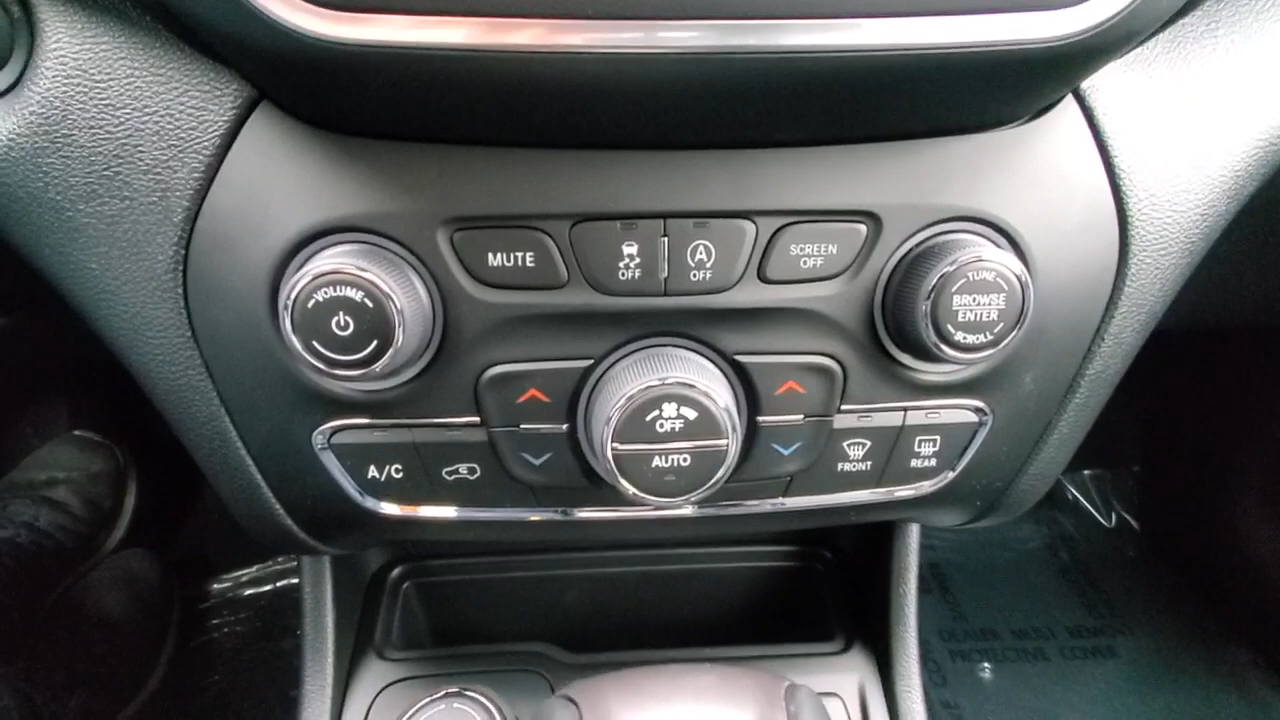 MUTE
OFF
A
OFF
SCREEN
OFF
VOLUME
TUNE
BROWSE
ENTER
SCROLL
OFF
AUTO
A/C
FRONT
REAR
DEALER MUST REMOVE
PROTECTIVE COVER